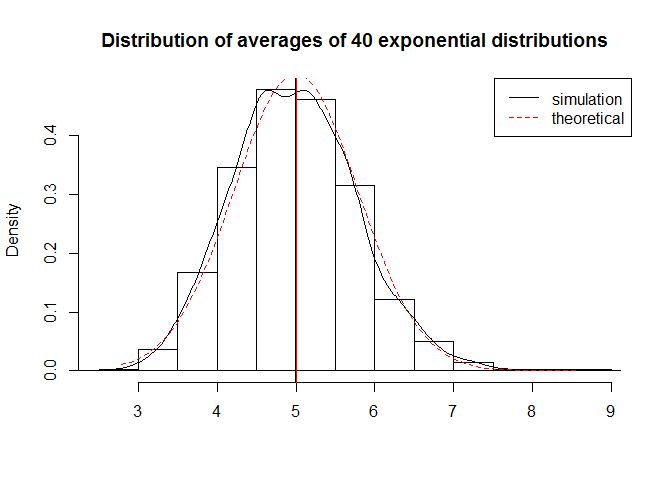 Distribution of averages of 40 exponential distributions
simulation
theoretical
Density
0.4
0.3
0.2
0.1
0.0
3 4 5 6 7 8 9